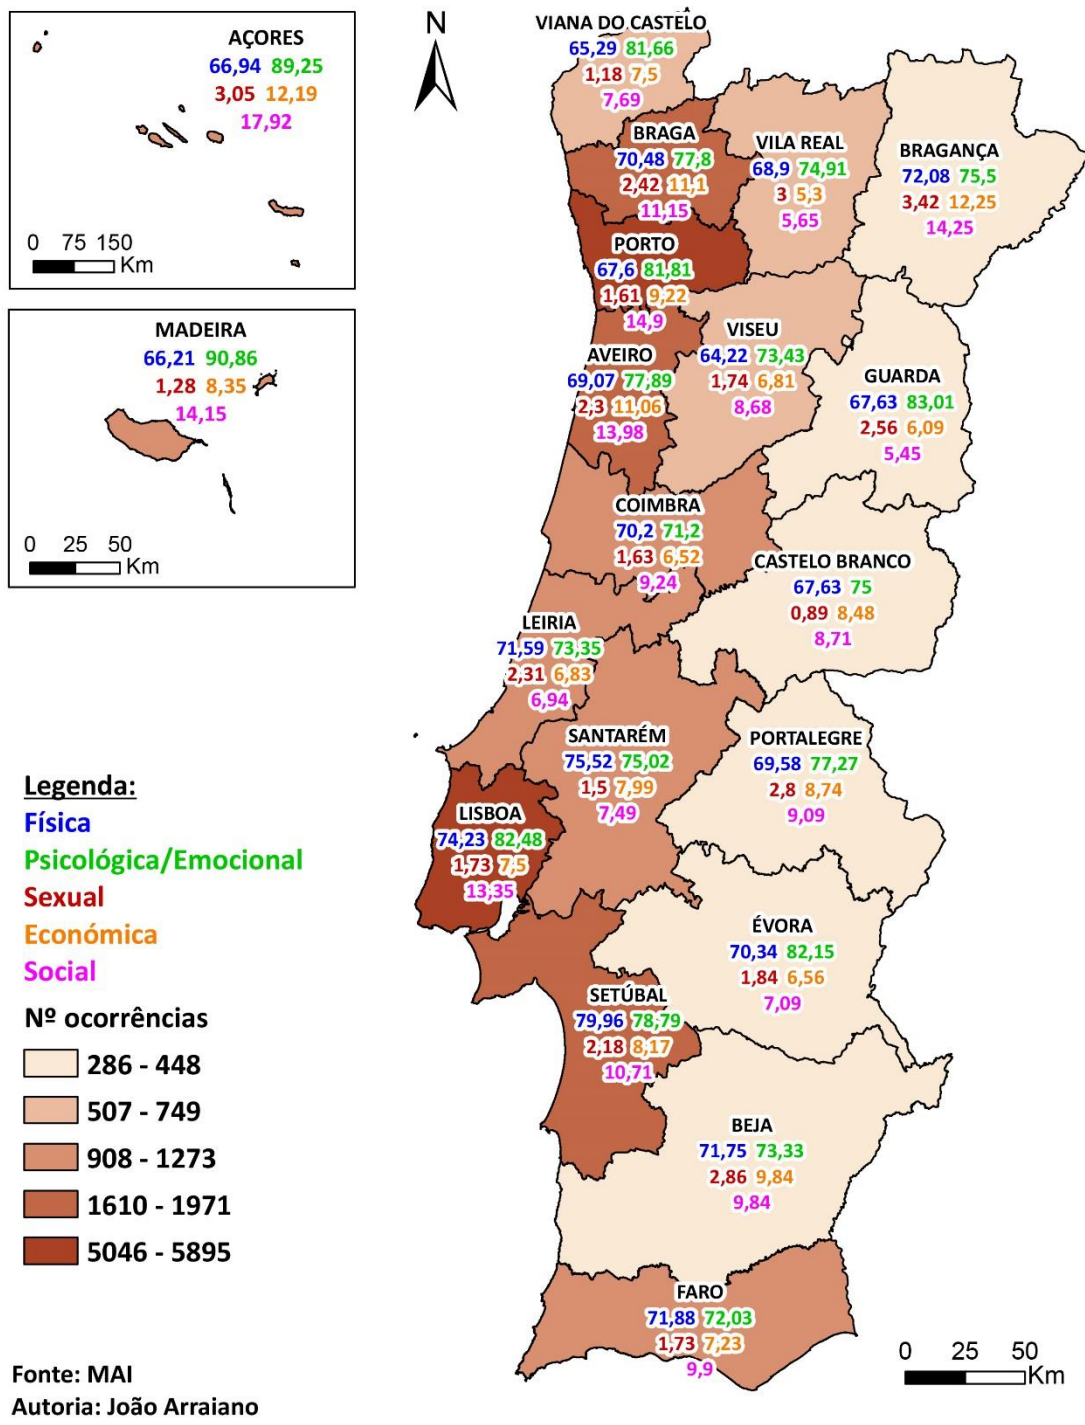 AÇORES
66,94 89,25
3,05 12,19
17,92
0 75 150
Km
MADEIRA
66,21 90,86
1,28 8,35
14,15
0 25 50
Km
N
VIANA DO CASTELO
65,29 81,66
1,18 7,5
7,69
BRAGA
70,48 77,8
2,42 11,1
11,15
VILA REAL
68,9 74,91
3 5,3
5,65
BRAGANÇA
72,08 75,5
3,42 12,25
14,25
PORTO
67,6 81,81
1,61 9,22
14,9
AVEIRO
69,07 77,89
2,3 11,06
13,98
VISEU
64,22 73,43
1,74 6,81
8,68
GUARDA
67,63 83,01
2,56 6,09
5,45
COIMBRA
70,2 71,2
1,63 6,52
9,24
CASTELO BRANCO
67,63 75
0,89 8,48
8,71
LEIRIA
71,59 73,35
2,31 6,83
6,94
SANTARÉM
75,52 75,02
1,5 7,99
7,49
PORTALEGRE
69,58 77,27
2,8 8,74
9,09
LISBOA
74,23 82,48
1,73 7,5
13,35
ÉVORA
70,34 82,15
1,84 6,56
7,09
SETÚBAL
79,96 78,79
2,18 8,17
10,71
BEJA
71,75 73,33
2,86 9,84
9,84
FARO
71,88 72,03
1,73 7,23
9,9
0 25 50
Km
Legenda:
Física
Psicológica/Emocional
Sexual
Económica
Social
Nº ocorrências
286 - 448
507 - 749
908 - 1273
1610 - 1971
5046 - 5895
Fonte: MAI
Autoria: João Arraiano